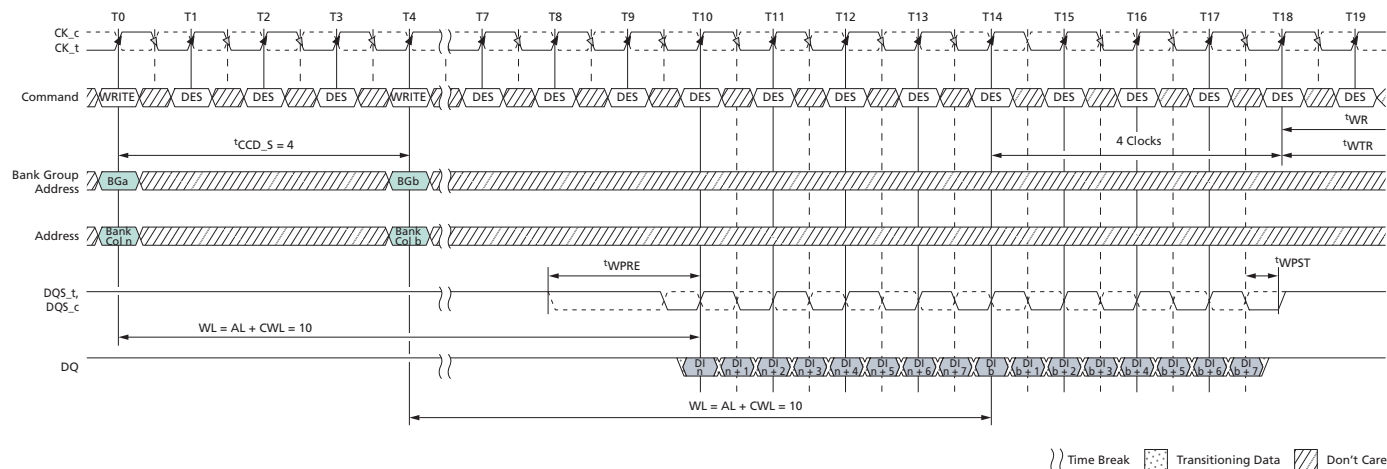 T0 T1 T2 T3 T4 T7 T8 T9 T10 T11 T12 T13 T14 T15 T16 T17 T18 T19
CK_c
CK_t
Command WRITE DES DES DES WRITE DES DES DES DES DES DES DES DES DES DES DES DES DES
tWR
tCCD_S = 4 4 Clocks tWTR
Bank Group
Address BGa BGb
Address Bank
Col n Bank
Col b
tWPRE tWPST
DQS_t,
DQS_c
WL = AL + CWL = 10
DQ DI
n DI
n + 1 DI
n + 2 DI
n + 3 DI
n + 4 DI
n + 5 DI
n + 6 DI
n + 7 DI
b DI
b + 1 DI
b + 2 DI
b + 3 DI
b + 4 DI
b + 5 DI
b + 6 DI
b + 7
WL = AL + CWL = 10
Time Break Transitioning Data Don't Care